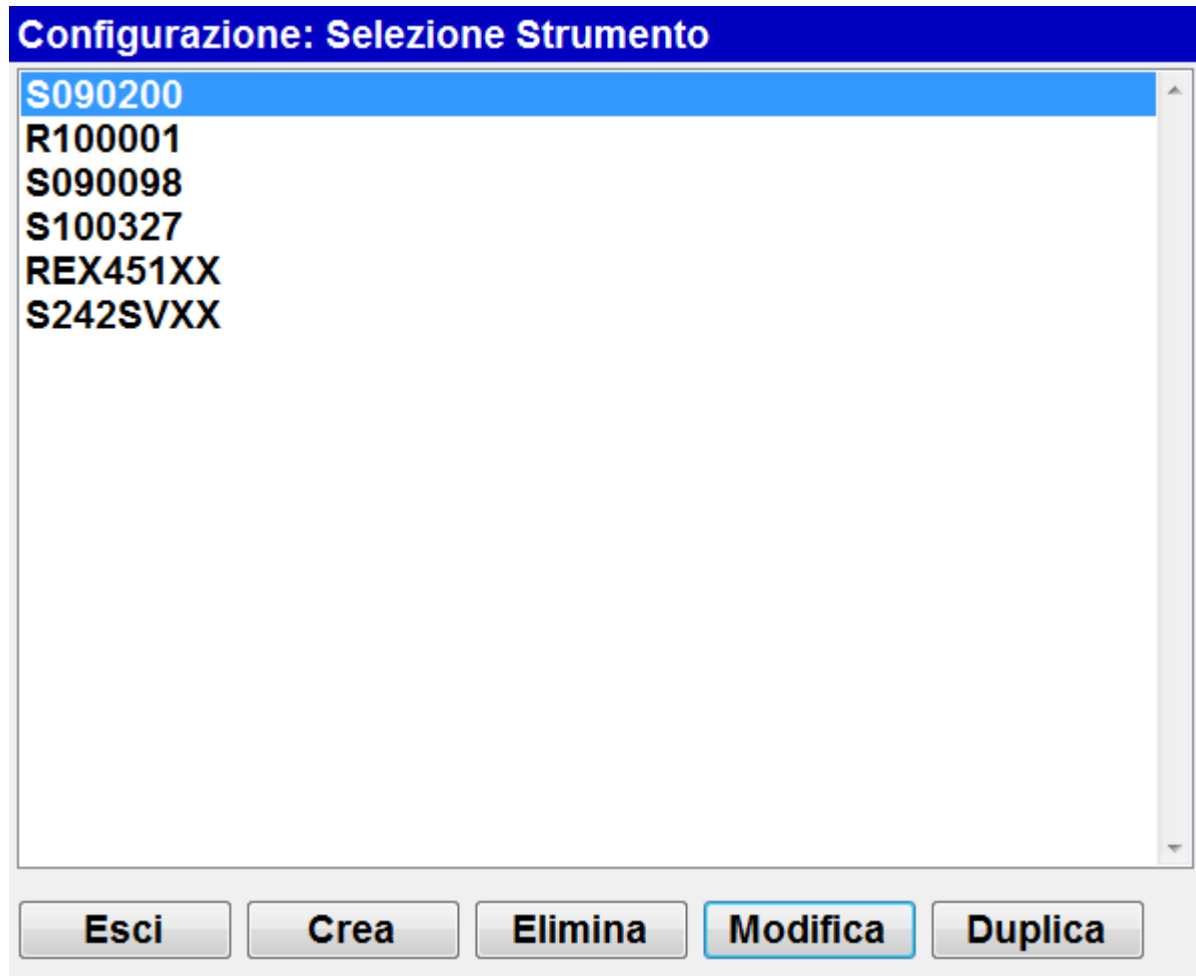 Configurazione: Selezione Strumento
S090200
R100001
S090098
S100327
REX451XX
S242SVXX
Esci Crea Elimina Modifica Duplica